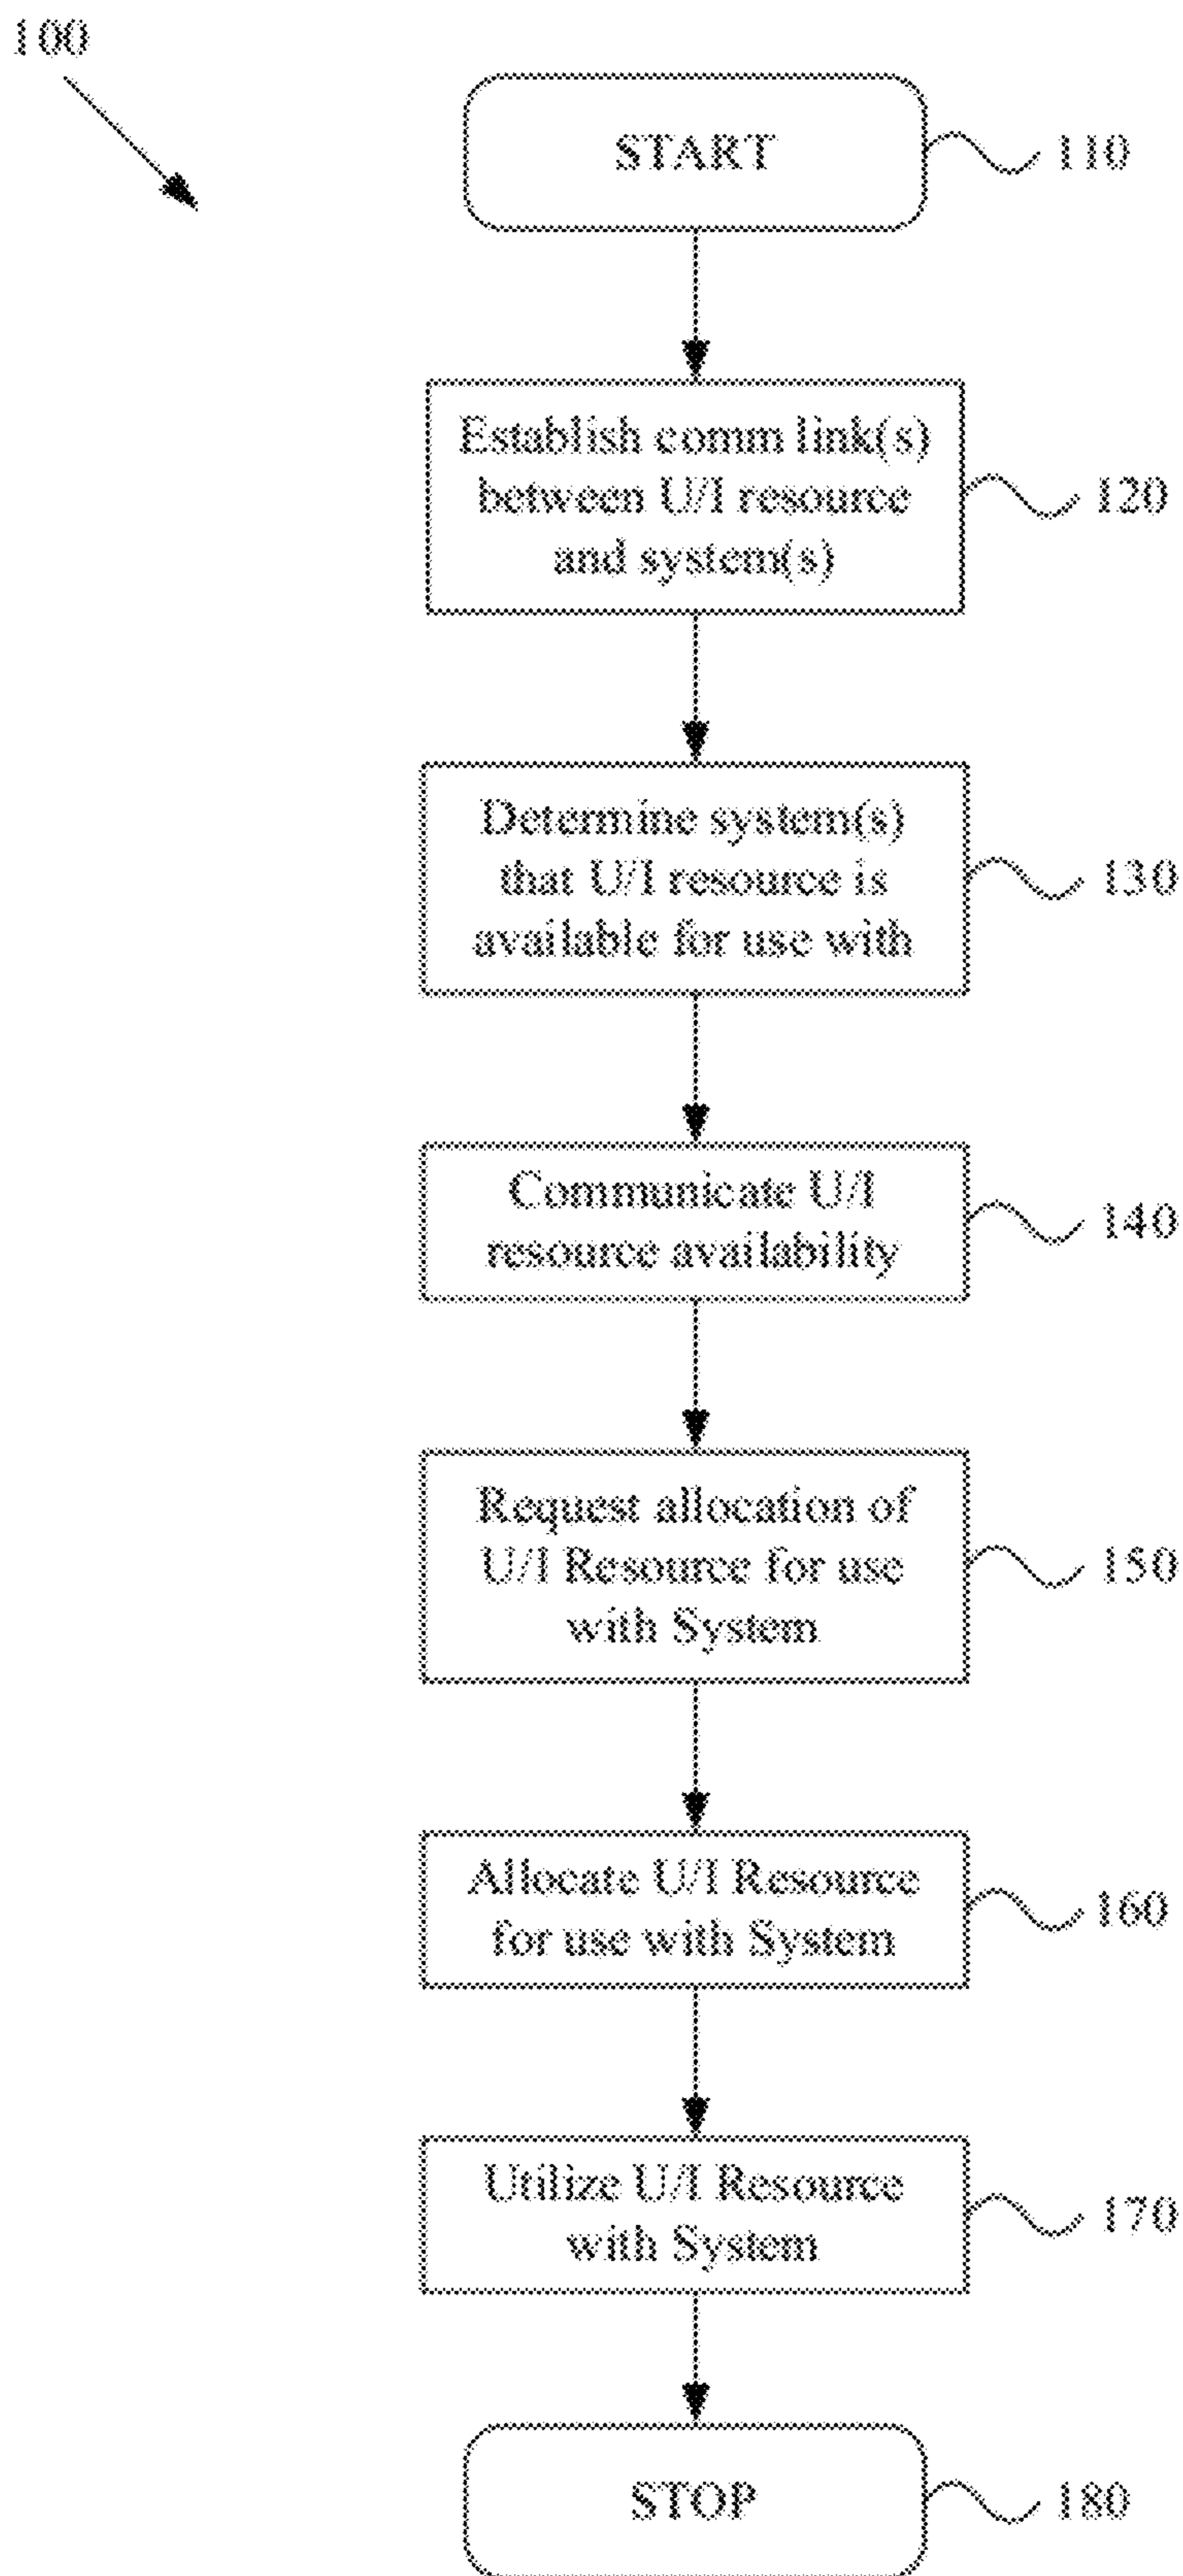 100
START
110
Establish comm link(s)
between U/I resource
and system(s)
120
Determine system(s)
that U/I resource is
available for use with
130
Communicate U/I
resource availability
140
Request allocation of
U/I Resource for use
with System
150
Allocate U/I Resource
for use with System
160
Utilize U/I Resource
with System
170
STOP
180